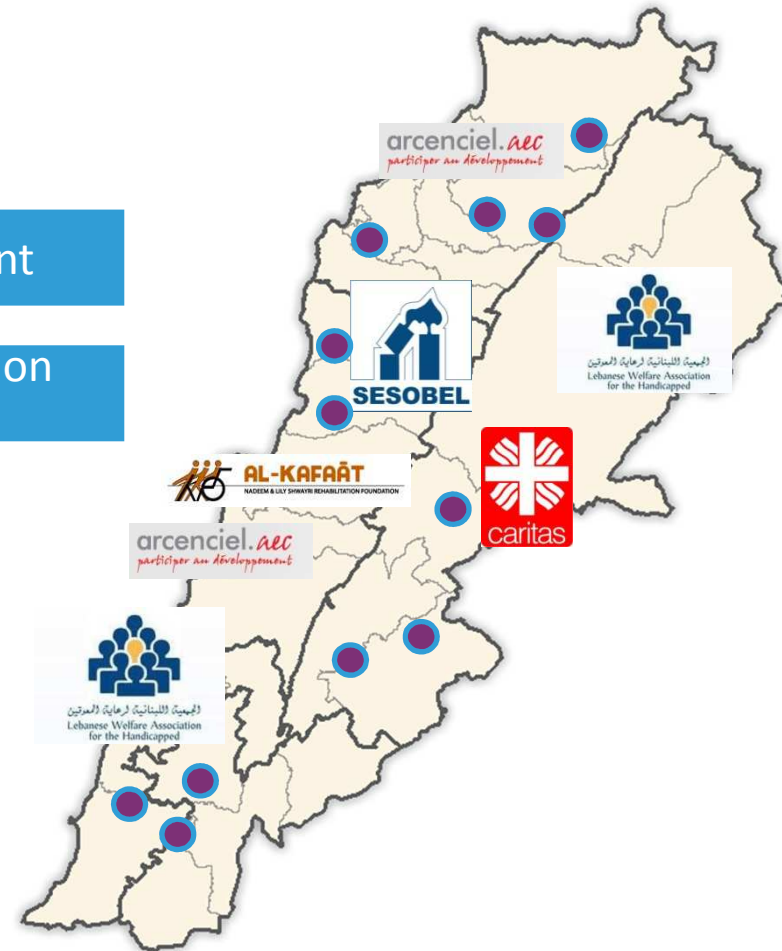 arcenciel.aec
participer au développement
nt
on
SESOBEL
الجمعية اللبنانية لرعاية المعوقين
Lebanese Welfare Association
for the Handicapped
AL-KAFAÀT
NADEEM & LILY SHWAYRI REHABILITATION FOUNDATION
caritas
arcenciel.aec
participer au développement
الجمعية اللبنانية لرعاية المعوقين
Lebanese Welfare Association
for the Handicapped